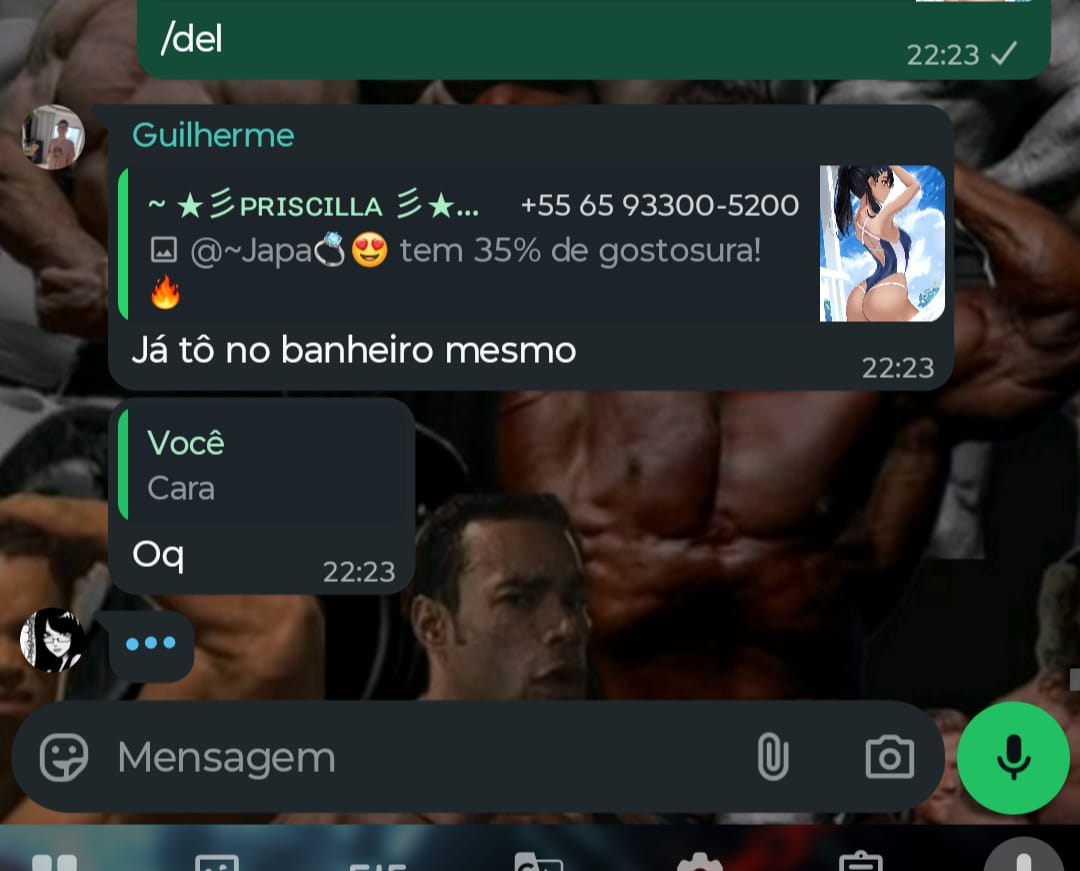 /del
22:23
Guilherme
~ ★彡PRISCILLA 彡★... +55 65 93300-5200
@~Japa💍😍 tem 35% de gostosura!
🔥
Já tô no banheiro mesmo
22:23
Você
Cara
Oq
22:23
Mensagem